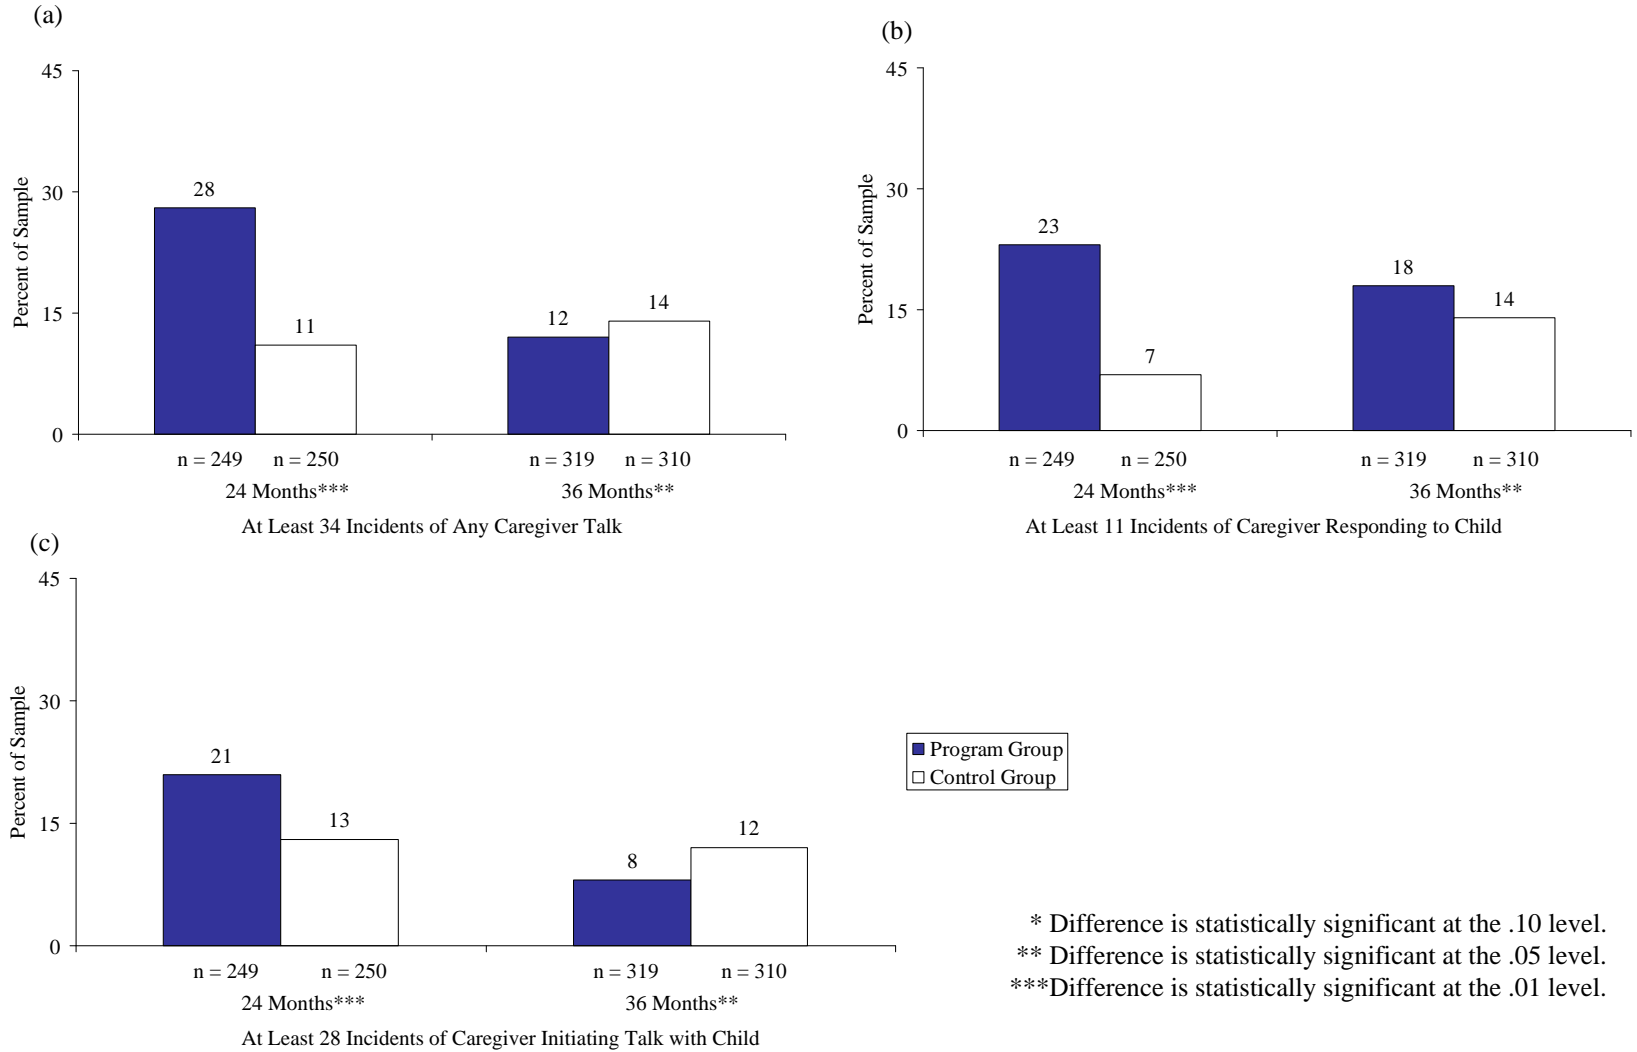 (a)
45
30
15
0
Percent of Sample
28
11
12
14
n = 249 n = 250 n = 319 n = 310
24 Months*** 36 Months**
At Least 34 Incidents of Any Caregiver Talk
(b)
45
30
15
0
Percent of Sample
23
7
18
14
n = 249 n = 250 n = 319 n = 310
24 Months*** 36 Months**
At Least 11 Incidents of Caregiver Responding to Child
(c)
45
30
15
0
Percent of Sample
21
13
8
12
n = 249 n = 250 n = 319 n = 310
24 Months*** 36 Months**
At Least 28 Incidents of Caregiver Initiating Talk with Child
Program Group
Control Group
* Difference is statistically significant at the .10 level.
** Difference is statistically significant at the .05 level.
***Difference is statistically significant at the .01 level.